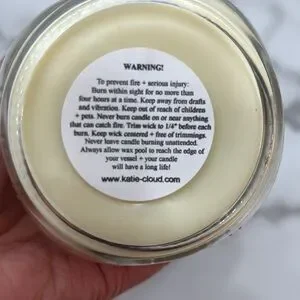 WARNING!
To prevent fire + serious injury:
Burn within sight for no more than
four hours at a time. Keep away from drafts
and vibration. Keep out of reach of children
+ pets. Never burn candle on or near anything
that can catch fire. Trim wick to 1/4" before each
burn. Keep wick centered + free of trimmings.
Never leave candle burning unattended.
Always allow wax pool to reach the edge of
your vessel + your candle
will have a long life!
www.katie-cloud.com